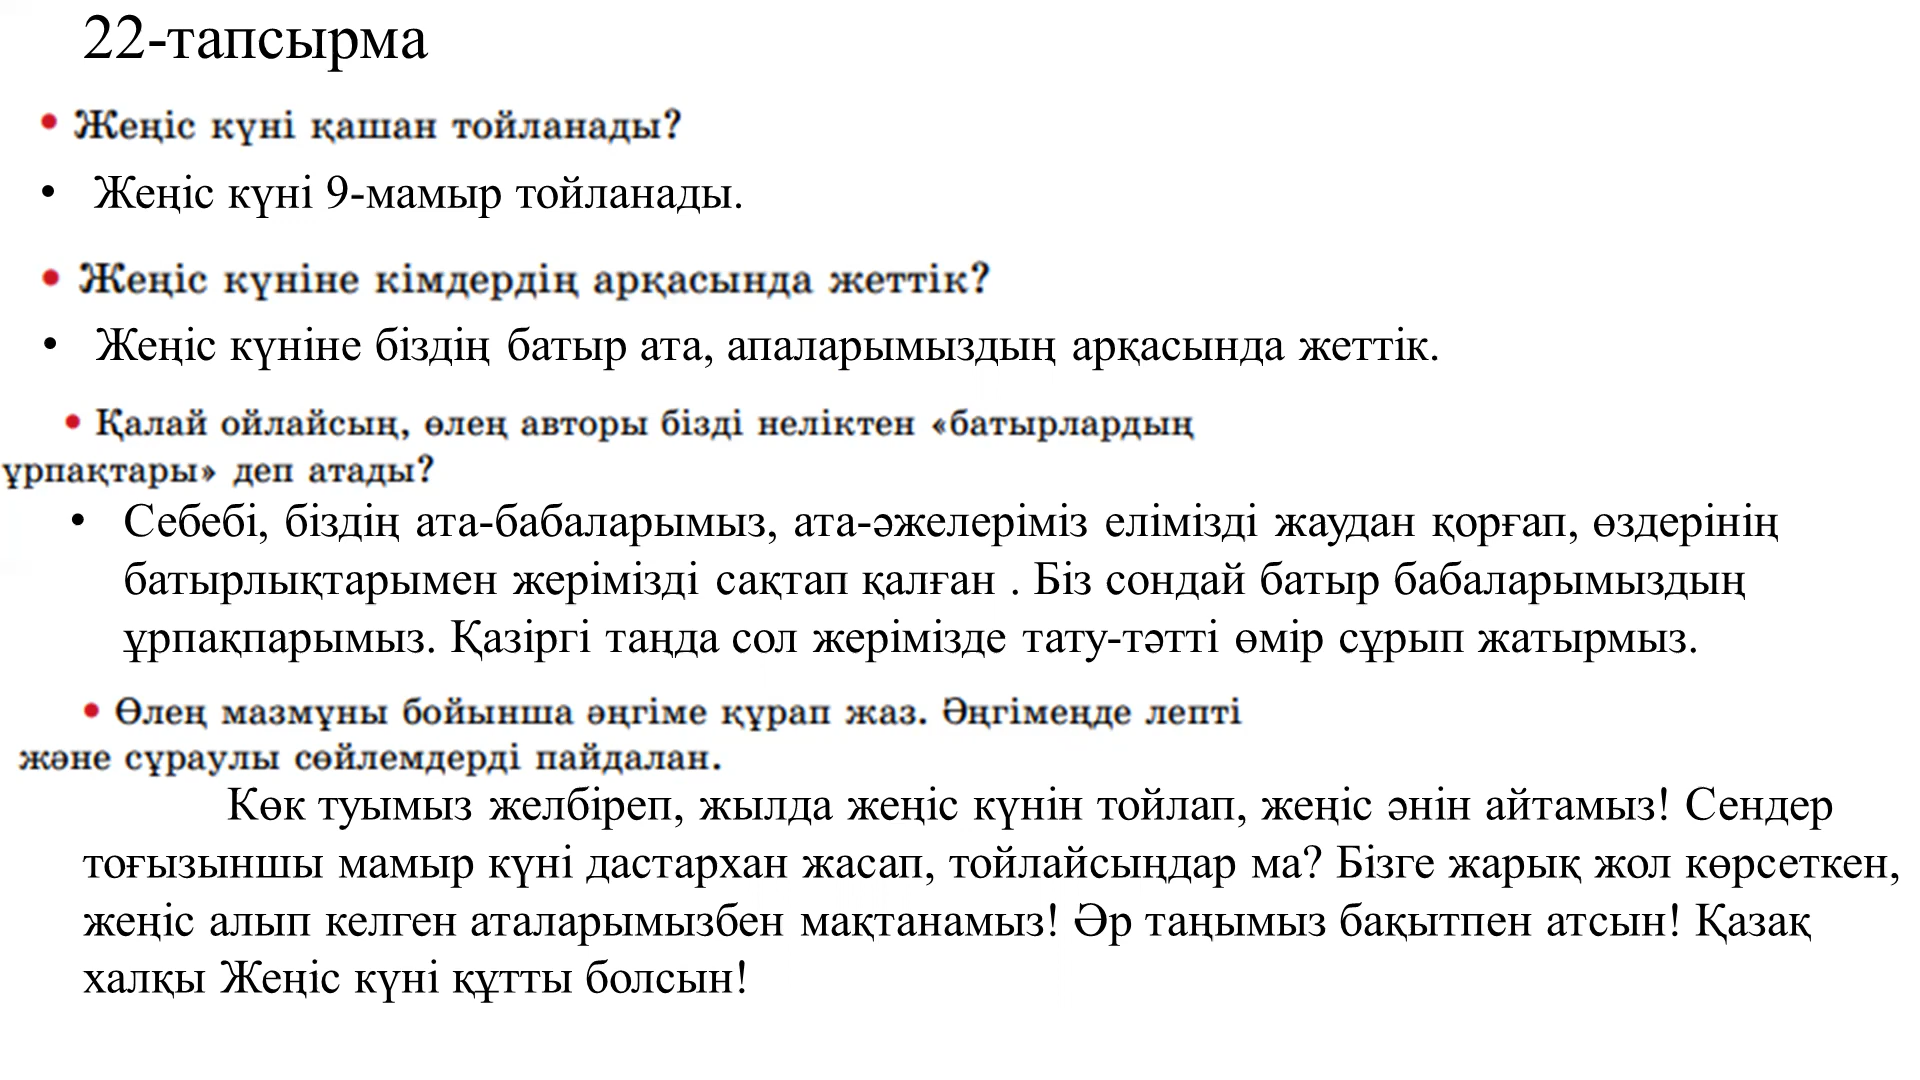 22-тапсырма
• Жеңіс күні қашан тойланады?
• Жеңіс күні 9-мамыр тойланады.
• Жеңіс күніне кімдердің арқасында жеттік?
• Жеңіс күніне біздің батыр ата, апаларымыздың арқасында жеттік.
• Қалай ойлайсың, өлең авторы бізді неліктен «батырлардың
ұрпақтары» деп атады?
• Себебі, біздің ата-бабаларымыз, ата-әжелеріміз елімізді жаудан қорғап, өздерінің
батырлықтарымен жерімізді сақтап қалған . Біз сондай батыр бабаларымыздың
ұрпақпарымыз. Қазіргі таңда сол жерімізде тату-тәтті өмір сұрып жатырмыз.
• Өлең мазмұны бойынша әңгіме құрап жаз. Әңгімеңде лепті
және сұраулы сөйлемдерді пайдалан.
Көк туымыз желбіреп, жылда жеңіс күнін тойлап, жеңіс әнін айтамыз! Сендер
тоғызыншы мамыр күні дастархан жасап, тойлайсыңдар ма? Бізге жарық жол көрсеткен,
жеңіс алып келген аталарымызбен мақтанамыз! Әр таңымыз бақытпен атсын! Қазақ
халқы Жеңіс күні құтты болсын!